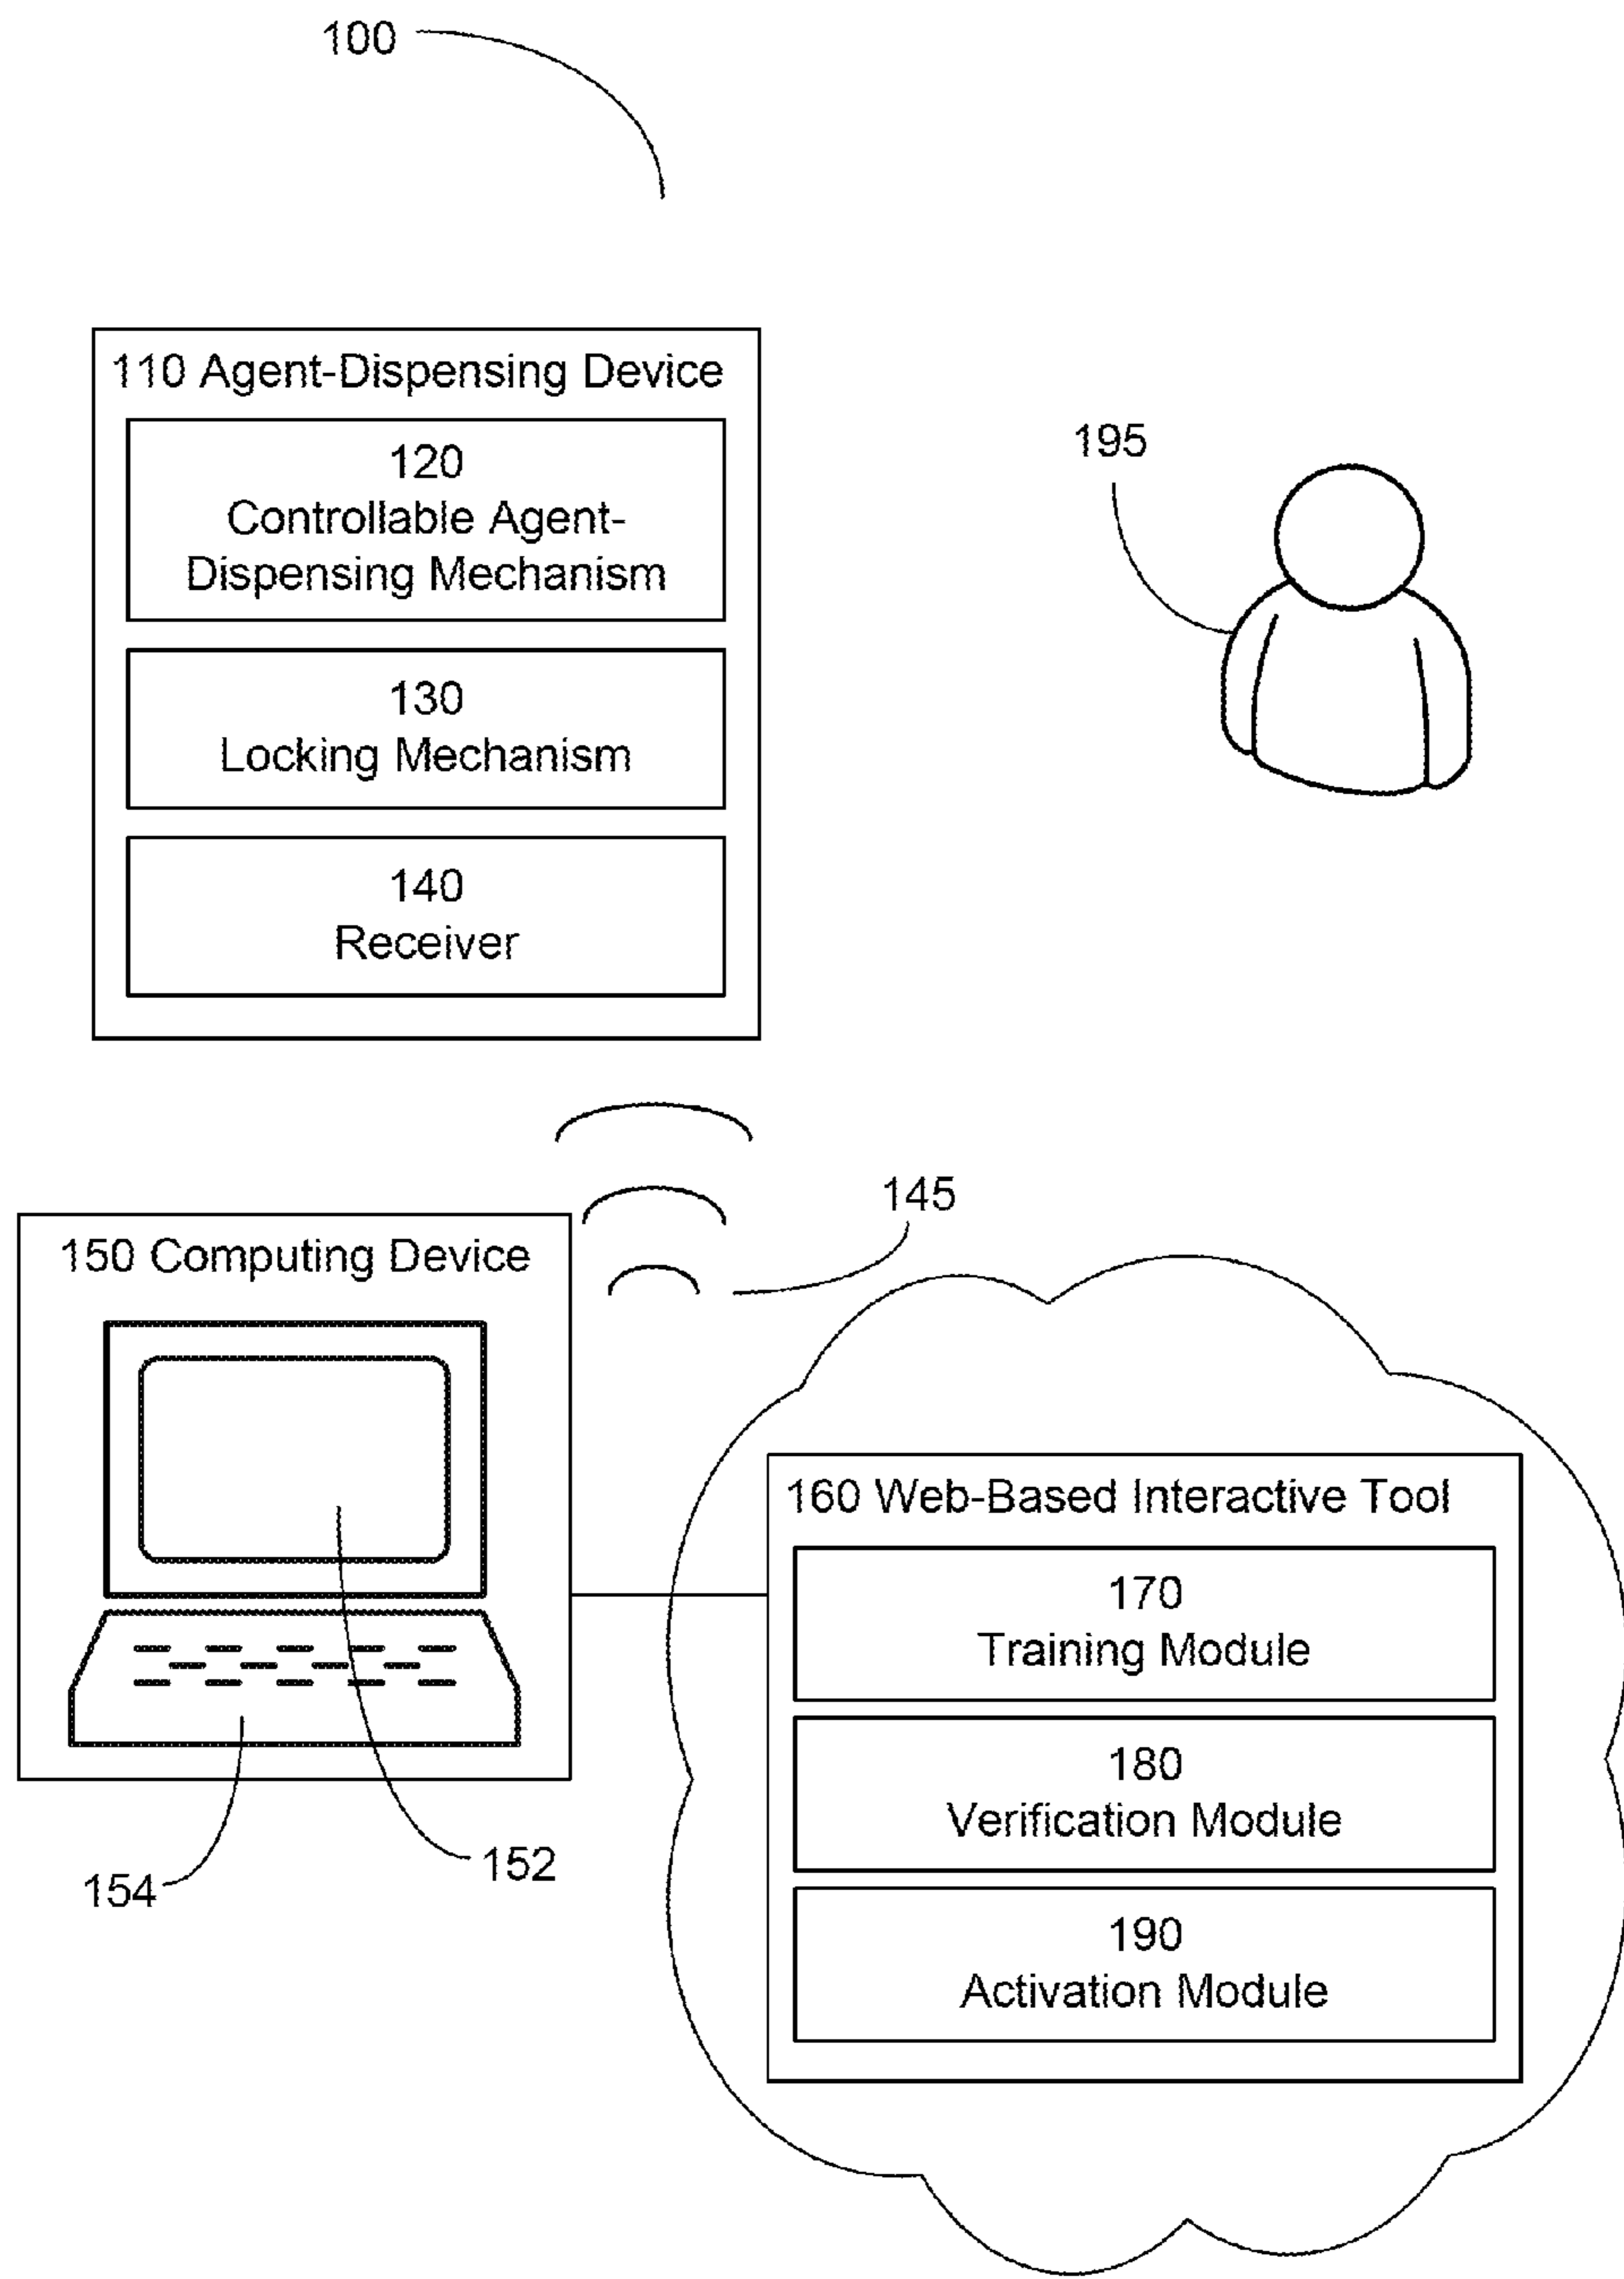 100
110 Agent-Dispensing Device
120
Controllable Agent-
Dispensing Mechanism
130
Locking Mechanism
140
Receiver
195
145
150 Computing Device
152
154
160 Web-Based Interactive Tool
170
Training Module
180
Verification Module
190
Activation Module